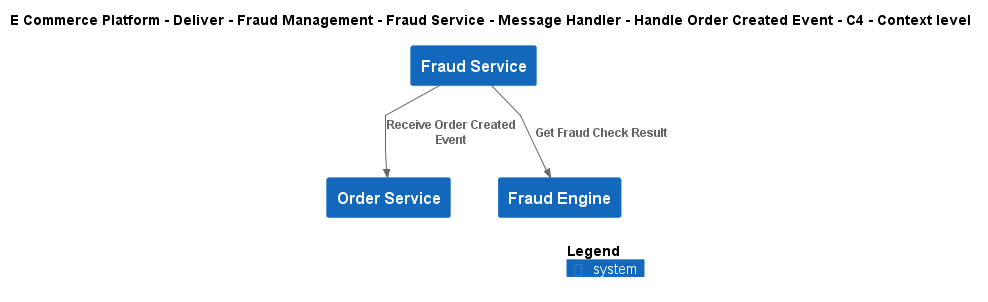 E Commerce Platform - Deliver - Fraud Management - Fraud Service - Message Handler - Handle Order Created Event - C4 - Context level
Fraud Service
Receive Order Created
Event
Get Fraud Check Result
Order Service
Fraud Engine
Legend
system